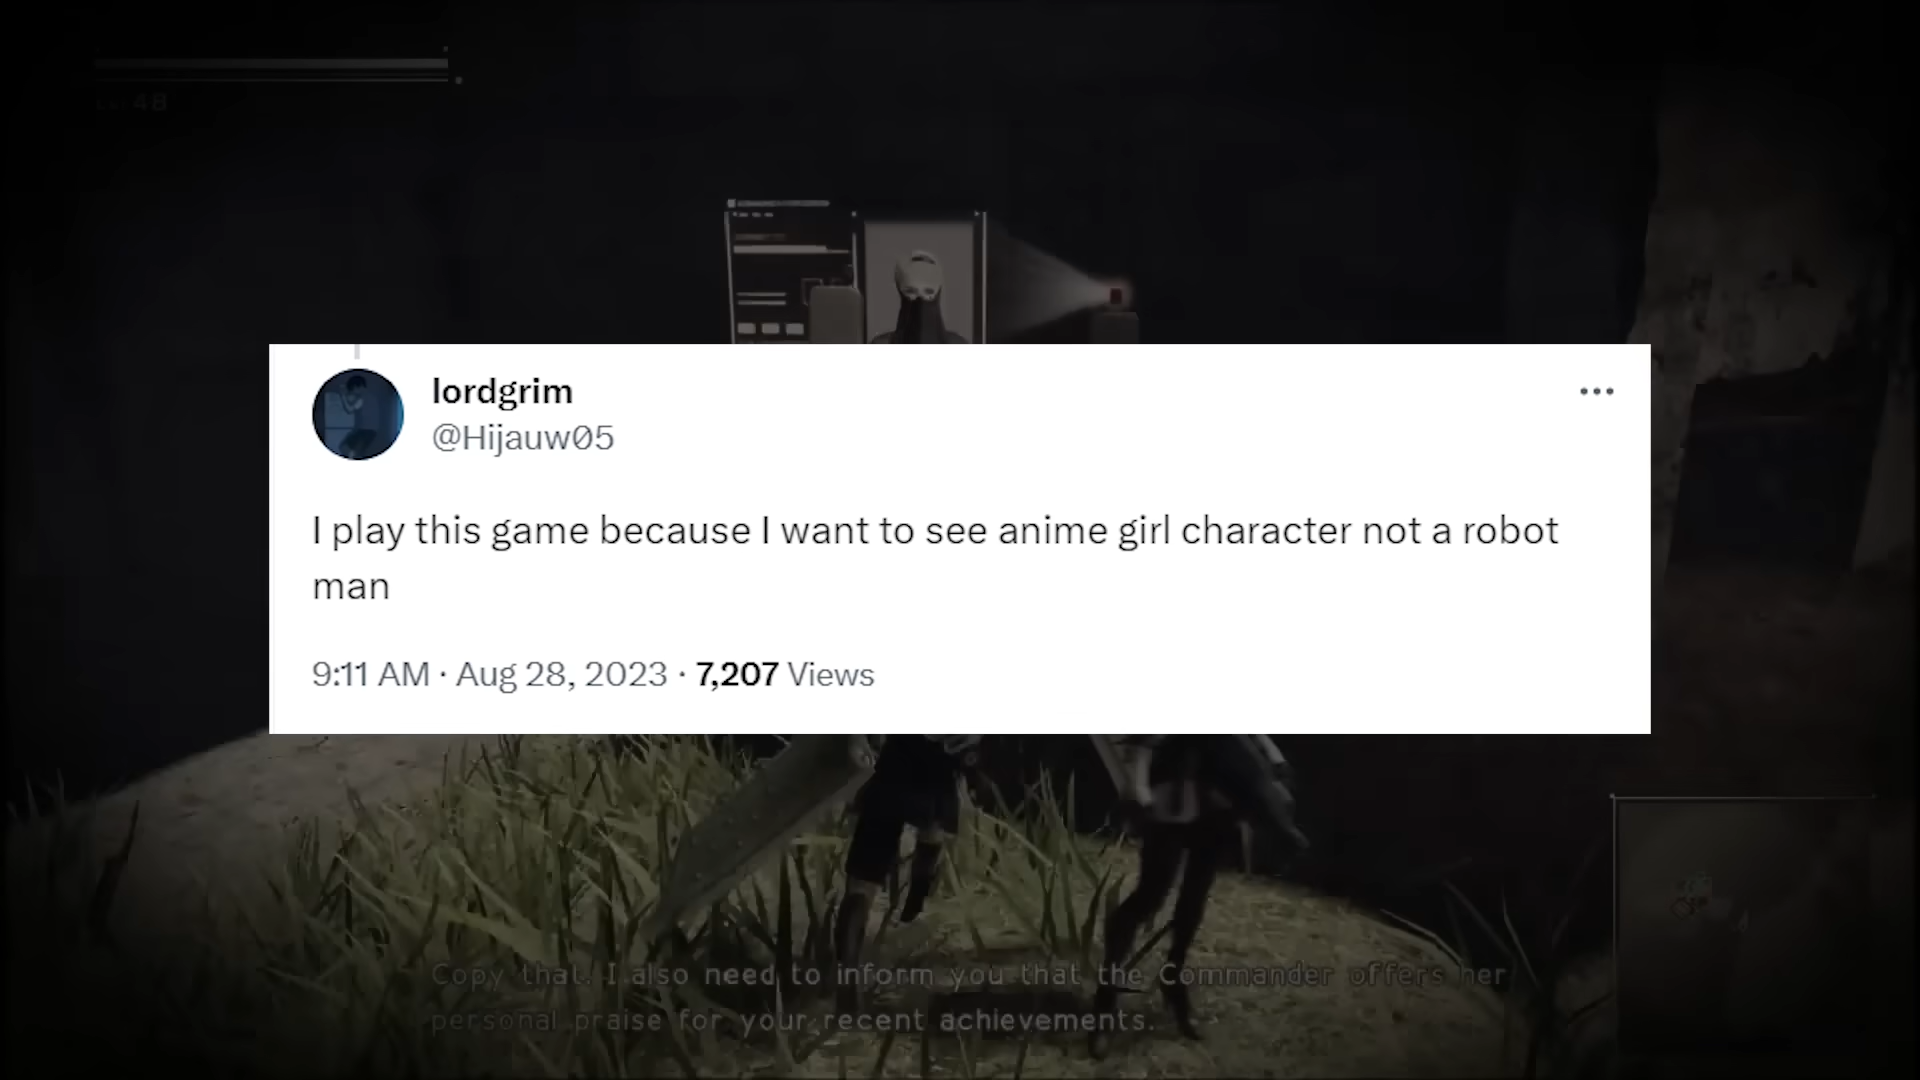 Lvl 48
lordgrim
@Hijauw05
I play this game because I want to see anime girl character not a robot
man
9:11 AM · Aug 28, 2023 · 7,207 Views
Copy that. I also need to inform you that the Commander offers her
personal praise for your recent achievements.